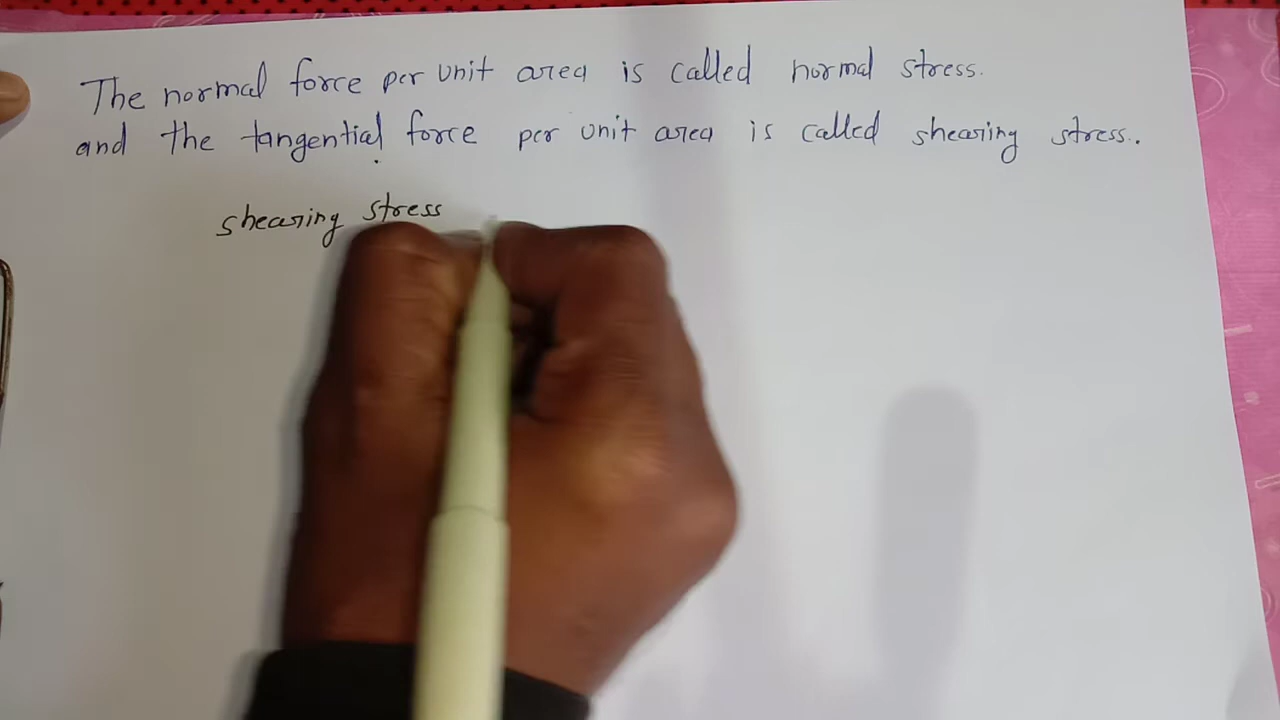 The normal force per unit area is called normal stress.
and the tangential force per unit area is called shearing stress..
shearing stress